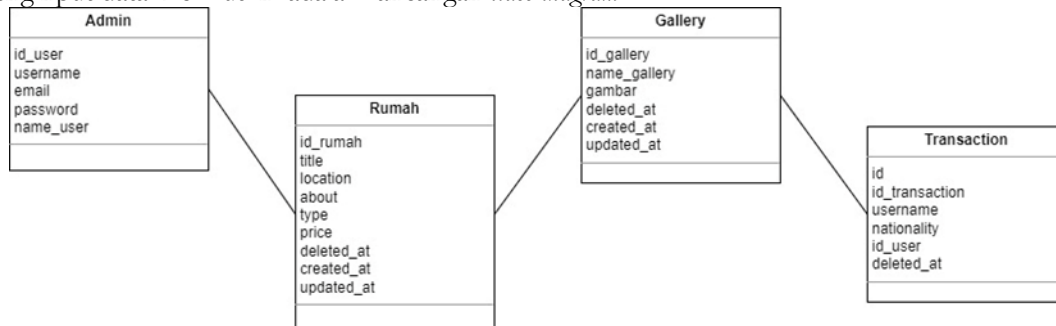 Admin
id_user
username
email
password
name_user
Rumah
id_rumah
title
location
about
type
price
deleted_at
created_at
updated_at
Gallery
id_gallery
name_gallery
gambar
deleted_at
created_at
updated_at
Transaction
id
id_transaction
username
nationality
id_user
deleted_at